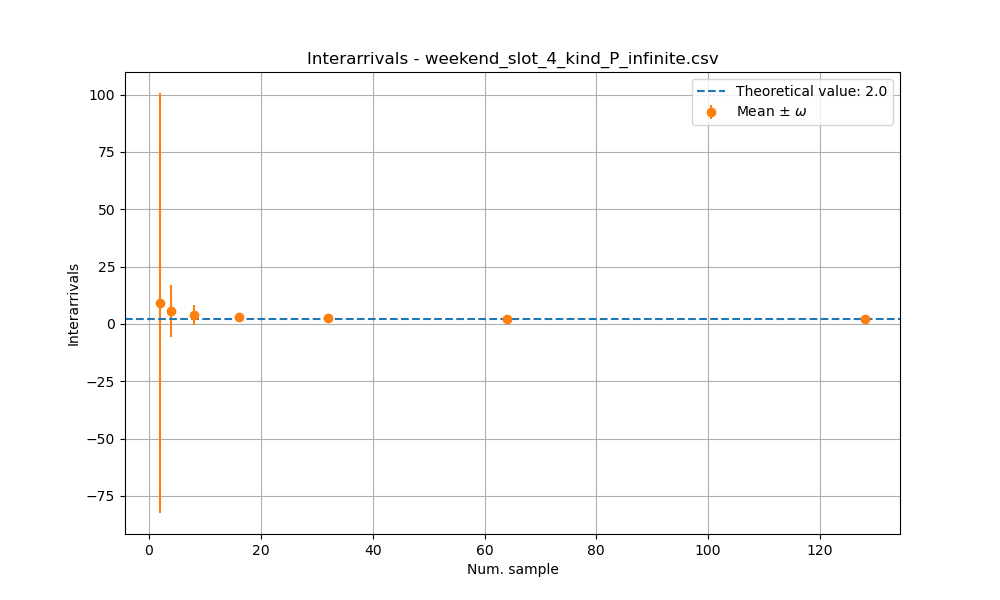 Interarrivals - weekend_slot_4_kind_P_infinite.csv
Theoretical value: 2.0
Mean ± ω
100
75
50
25
0
−25
−50
−75
Interarrivals
0 20 40 60 80 100 120
Num. sample